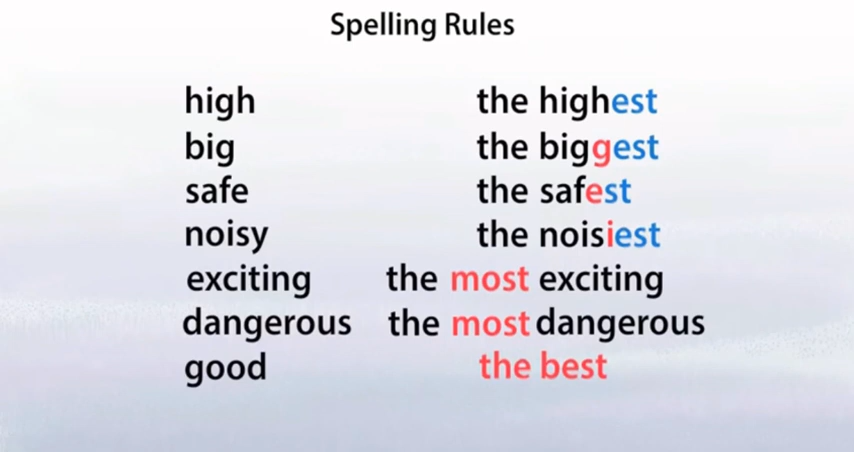 Spelling Rules
high the highest
big the biggest
safe the safest
noisy the noisiest
exciting the most exciting
dangerous the most dangerous
good the best